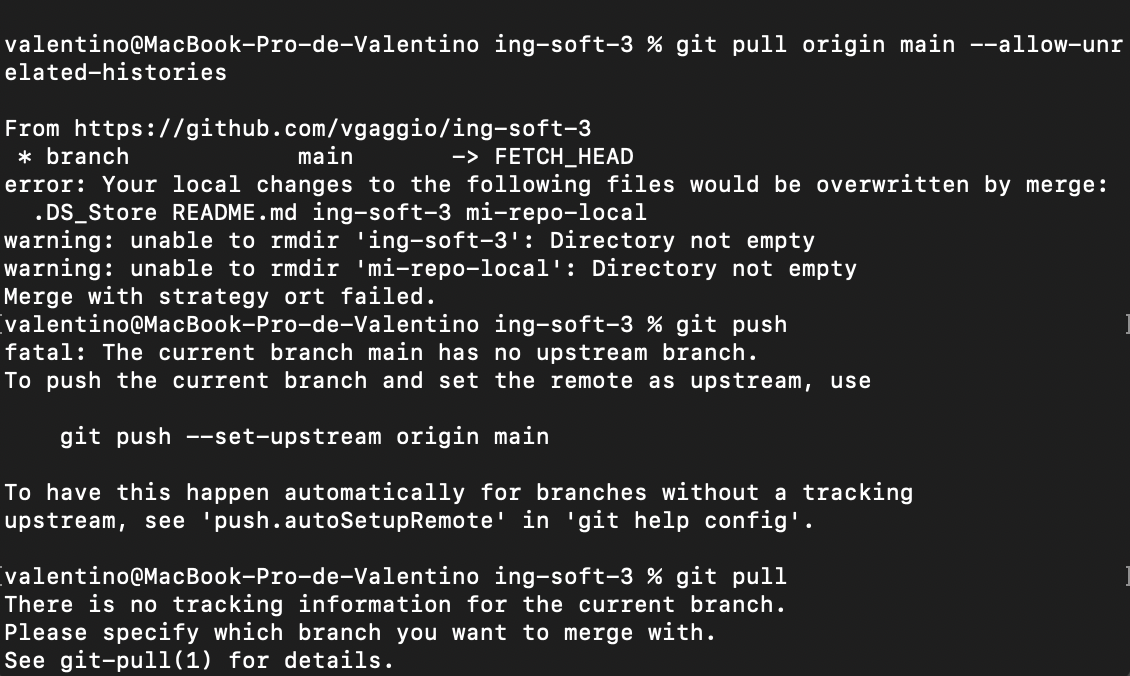 valentino@MacBook-Pro-de-Valentino ing-soft-3 % git pull origin main --allow-unr
elated-histories
From https://github.com/vgaggio/ing-soft-3
 * branch            main       -> FETCH_HEAD
error: Your local changes to the following files would be overwritten by merge:
  .DS_Store README.md ing-soft-3 mi-repo-local
warning: unable to rmdir 'ing-soft-3': Directory not empty
warning: unable to rmdir 'mi-repo-local': Directory not empty
Merge with strategy ort failed.
[valentino@MacBook-Pro-de-Valentino ing-soft-3 % git push ]
fatal: The current branch main has no upstream branch.
To push the current branch and set the remote as upstream, use
    git push --set-upstream origin main
To have this happen automatically for branches without a tracking
upstream, see 'push.autoSetupRemote' in 'git help config'.
[valentino@MacBook-Pro-de-Valentino ing-soft-3 % git pull ]
There is no tracking information for the current branch.
Please specify which branch you want to merge with.
See git-pull(1) for details.